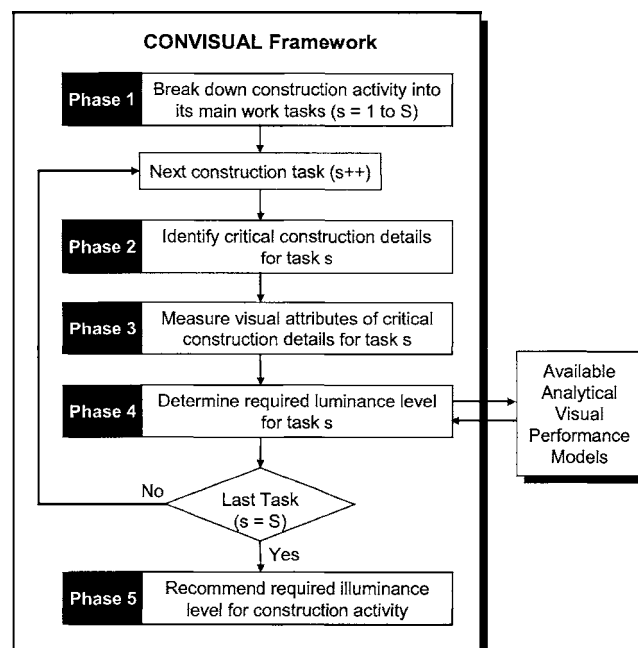 CONVISUAL Framework
Phase 1
Break down construction activity into
its main work tasks (s = 1 to S)
Next construction task (s++)
Phase 2
Identify critical construction details
for task s
Phase 3
Measure visual attributes of critical
construction details for task s
Phase 4
Determine required luminance level
for task s
Available
Analytical
Visual
Performance
Models
No
Last Task
(s = S)
Yes
Phase 5
Recommend required illuminance
level for construction activity